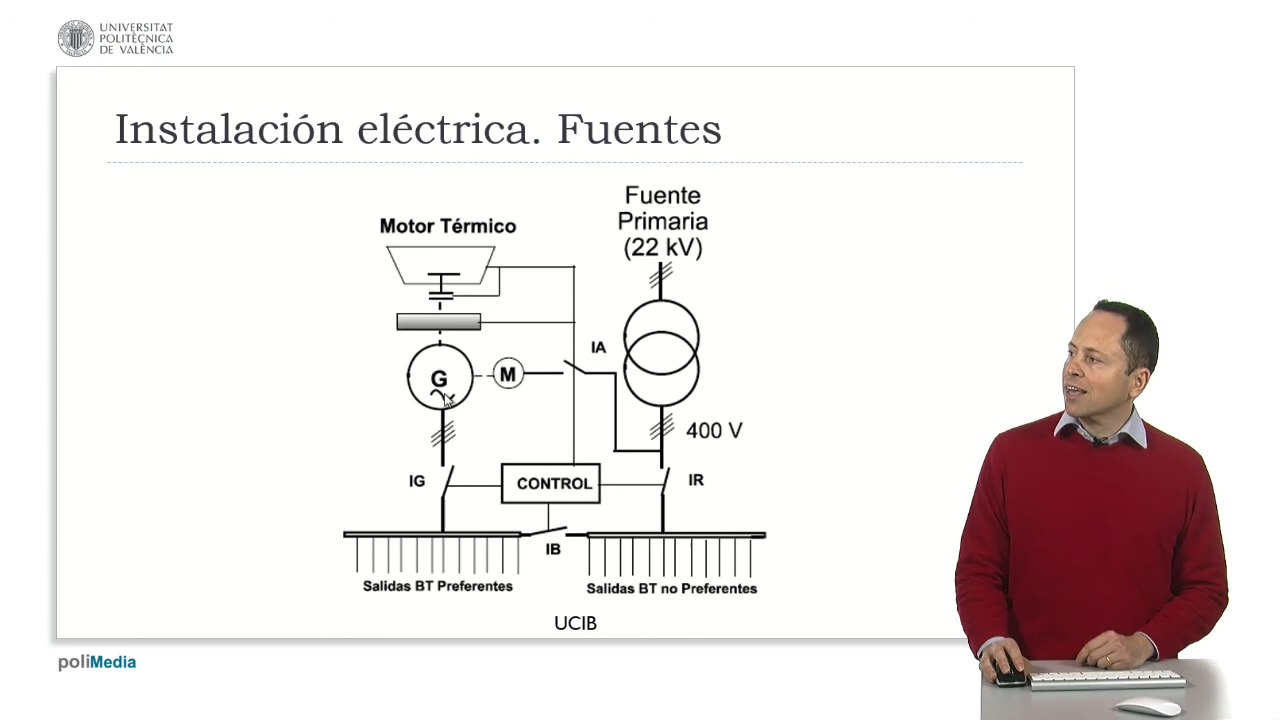 UNIVERSITAT
POLITÈCNICA
DE VALÈNCIA
Instalación eléctrica. Fuentes
Fuente
Primaria
(22 kV)
Motor Térmico
IA
G
M
400 V
IG
CONTROL
IR
IB
Salidas BT Preferentes
Salidas BT no Preferentes
UCIB
poliMedia